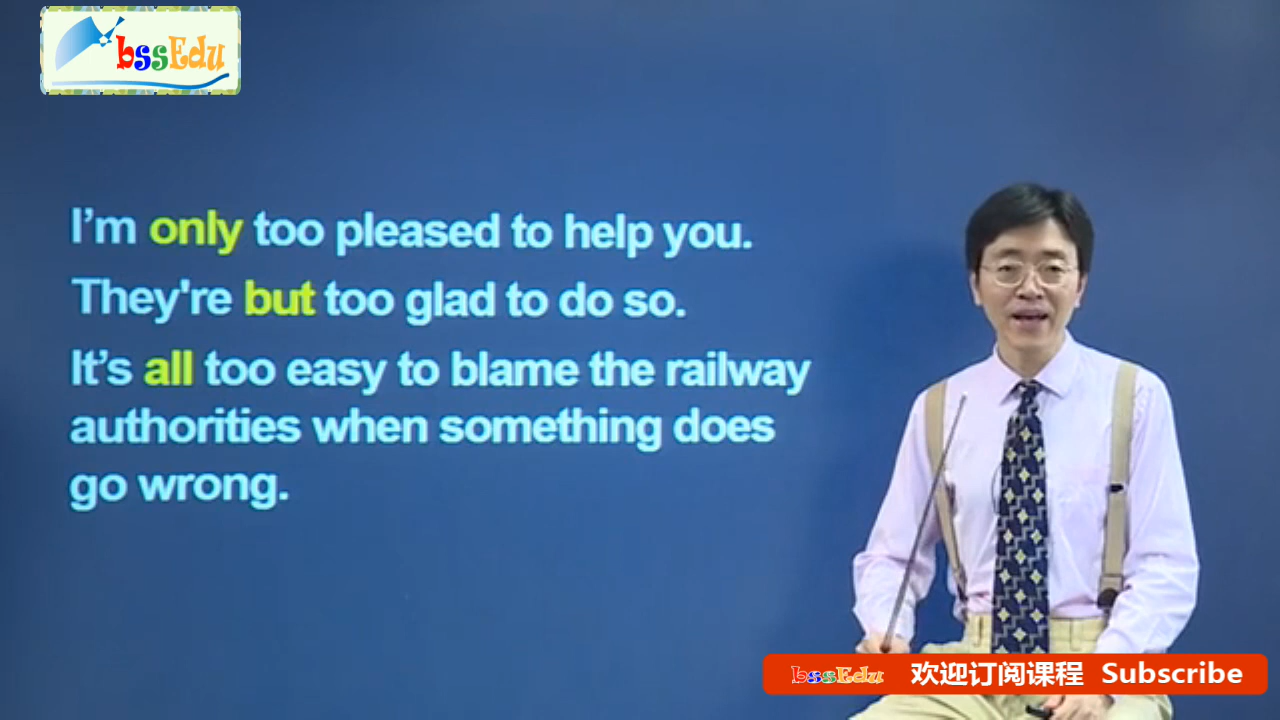 bssEdu
I’m only too pleased to help you.
They're but too glad to do so.
It’s all too easy to blame the railway
authorities when something does
go wrong.
bssEdu 欢迎订阅课程 Subscribe